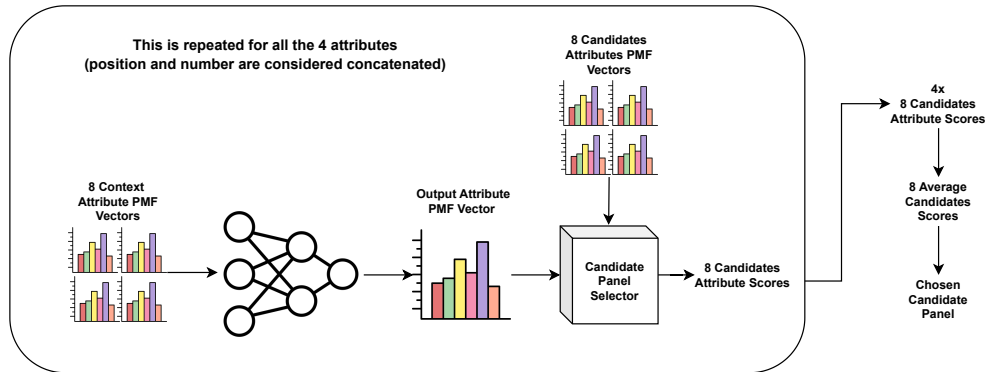 This is repeated for all the 4 attributes
(position and number are considered concatenated)
8 Candidates
Attributes PMF
Vectors
8 Context
Attribute PMF
Vectors
Output Attribute
PMF Vector
Candidate
Panel
Selector
8 Candidates
Attribute Scores
4x
8 Candidates
Attribute Scores
8 Average
Candidates
Scores
Chosen
Candidate
Panel